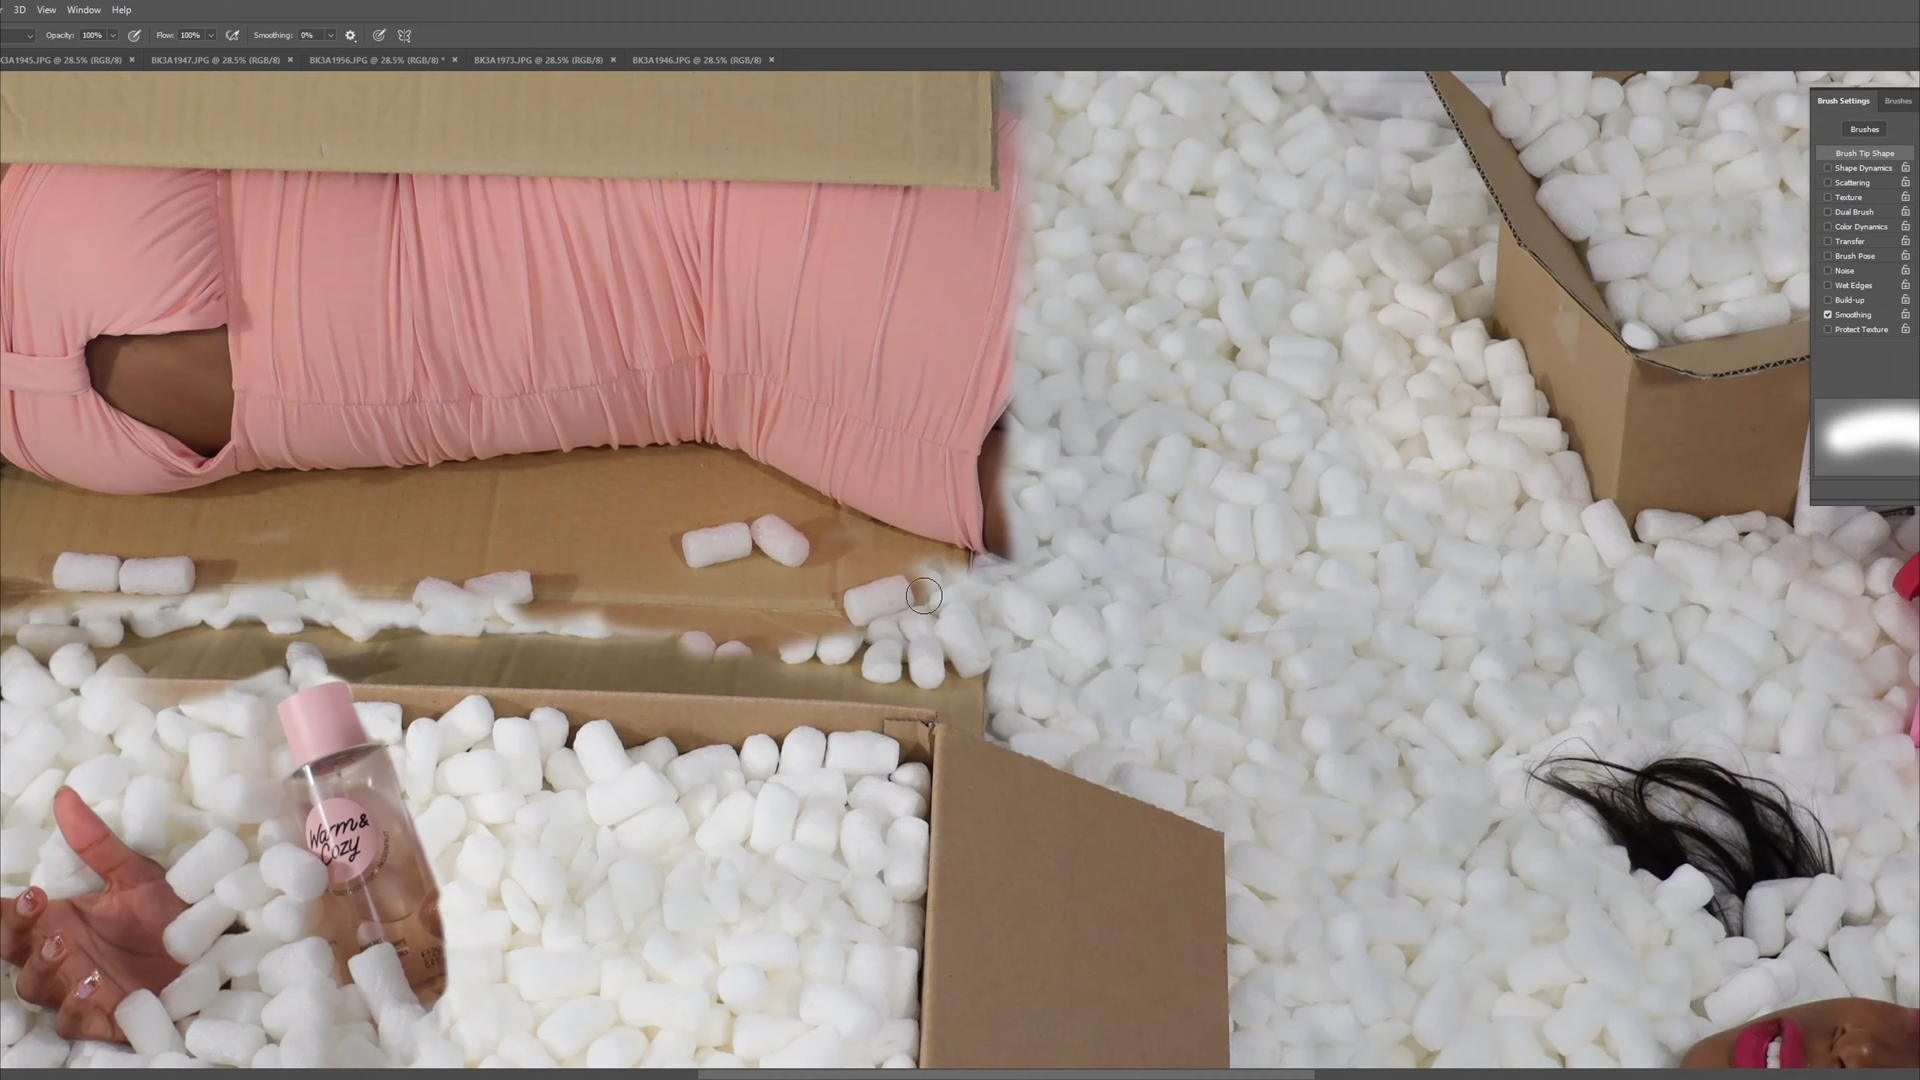 3D View Window Help
Opacity: 100% Flow: 100% Smoothing: 0%
K3A1945.JPG @ 28.5% (RGB/8) × BK3A1947.JPG @ 28.5% (RGB/8) × BK3A1956.JPG @ 28.5% (RGB/8) * × BK3A1973.JPG @ 28.5% (RGB/8) × BK3A1946.JPG @ 28.5% (RGB/8) ×
Brush Settings Brushes
Brushes
Brush Tip Shape
Shape Dynamics
Scattering
Texture
Dual Brush
Color Dynamics
Transfer
Brush Pose
Noise
Wet Edges
Build-up
Smoothing
Protect Texture
Warm &
Cozy